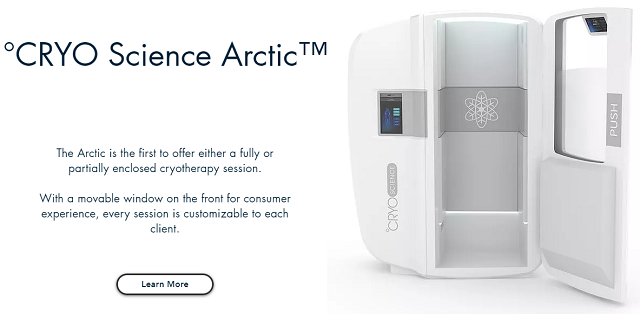 °CRYO Science Arctic™
The Arctic is the first to offer either a fully or
partially enclosed cryotherapy session.
With a movable window on the front for consumer
experience, every session is customizable to each
client.
Learn More
°CRYO SCIENCE
PUSH